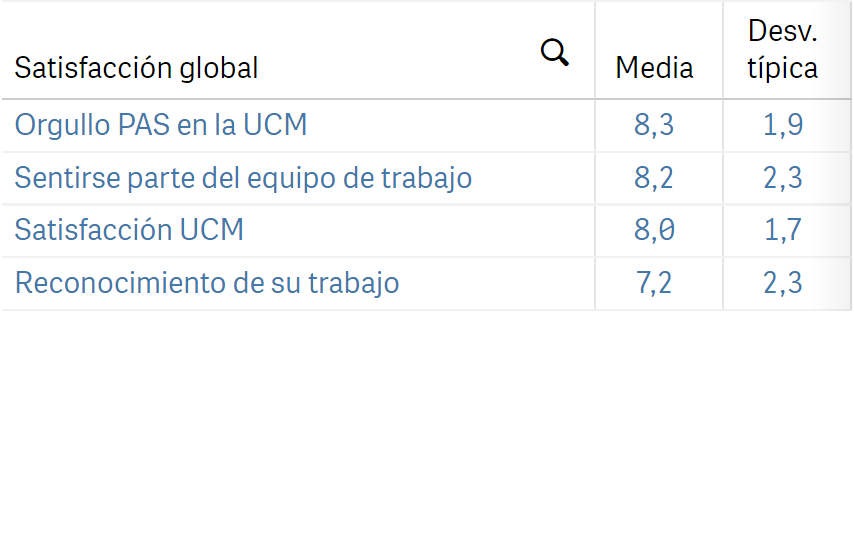 Satisfacción global Media Desv. típica
Orgullo PAS en la UCM 8,3 1,9
Sentirse parte del equipo de trabajo 8,2 2,3
Satisfacción UCM 8,0 1,7
Reconocimiento de su trabajo 7,2 2,3